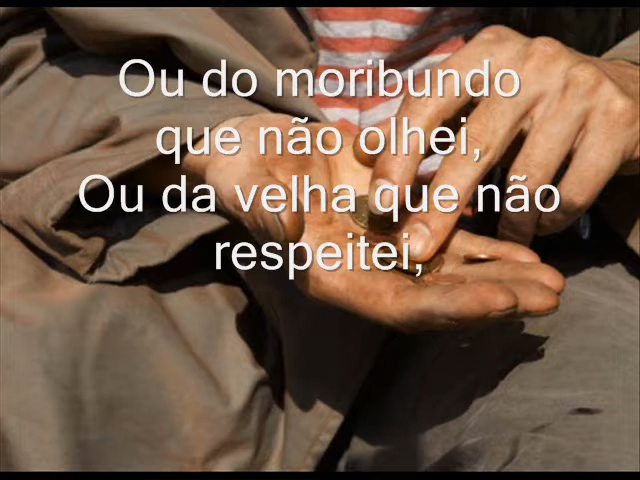 Ou do moribundo
que não olhei,
Ou da velha que não
respeitei,